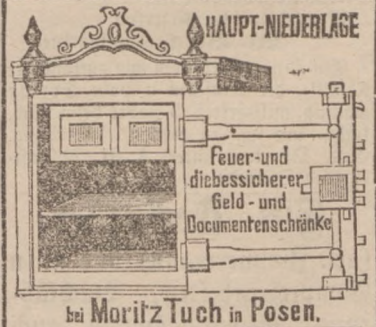 HAUPT-NIEDERLAGE
Feuer-und
diebessicherer
Geld - und
Documentenschränke
bei Moritz Tuch in Posen.